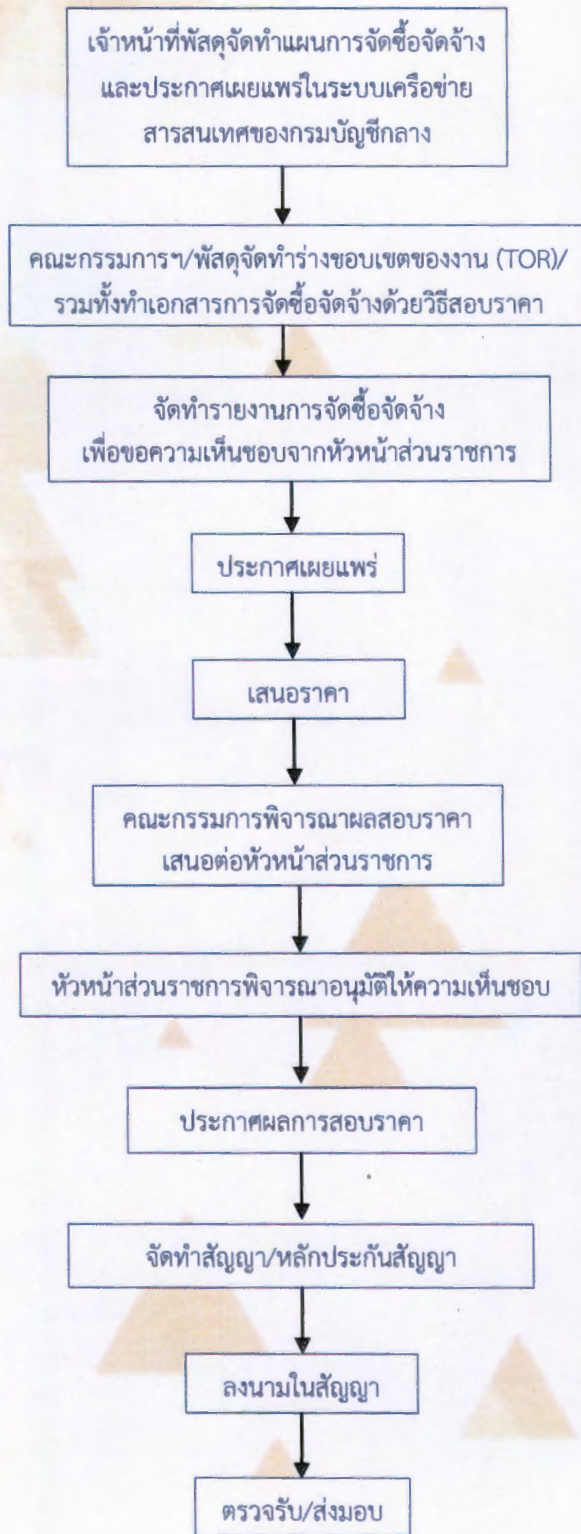 เจ้าหน้าที่พัสดุจัดทำแผนการจัดซื้อจัดจ้าง
และประกาศเผยแพร่ในระบบเครือข่าย
สารสนเทศของกรมบัญชีกลาง
คณะกรรมการฯ/พัสดุจัดทำร่างขอบเขตของงาน (TOR)/
รวมทั้งทำเอกสารการจัดซื้อจัดจ้างด้วยวิธีสอบราคา
จัดทำรายงานการจัดซื้อจัดจ้าง
เพื่อขอความเห็นชอบจากหัวหน้าส่วนราชการ
ประกาศเผยแพร่
เสนอราคา
คณะกรรมการพิจารณาผลสอบราคา
เสนอต่อหัวหน้าส่วนราชการ
หัวหน้าส่วนราชการพิจารณาอนุมัติให้ความเห็นชอบ
ประกาศผลการสอบราคา
จัดทำสัญญา/หลักประกันสัญญา
ลงนามในสัญญา
ตรวจรับ/ส่งมอบ